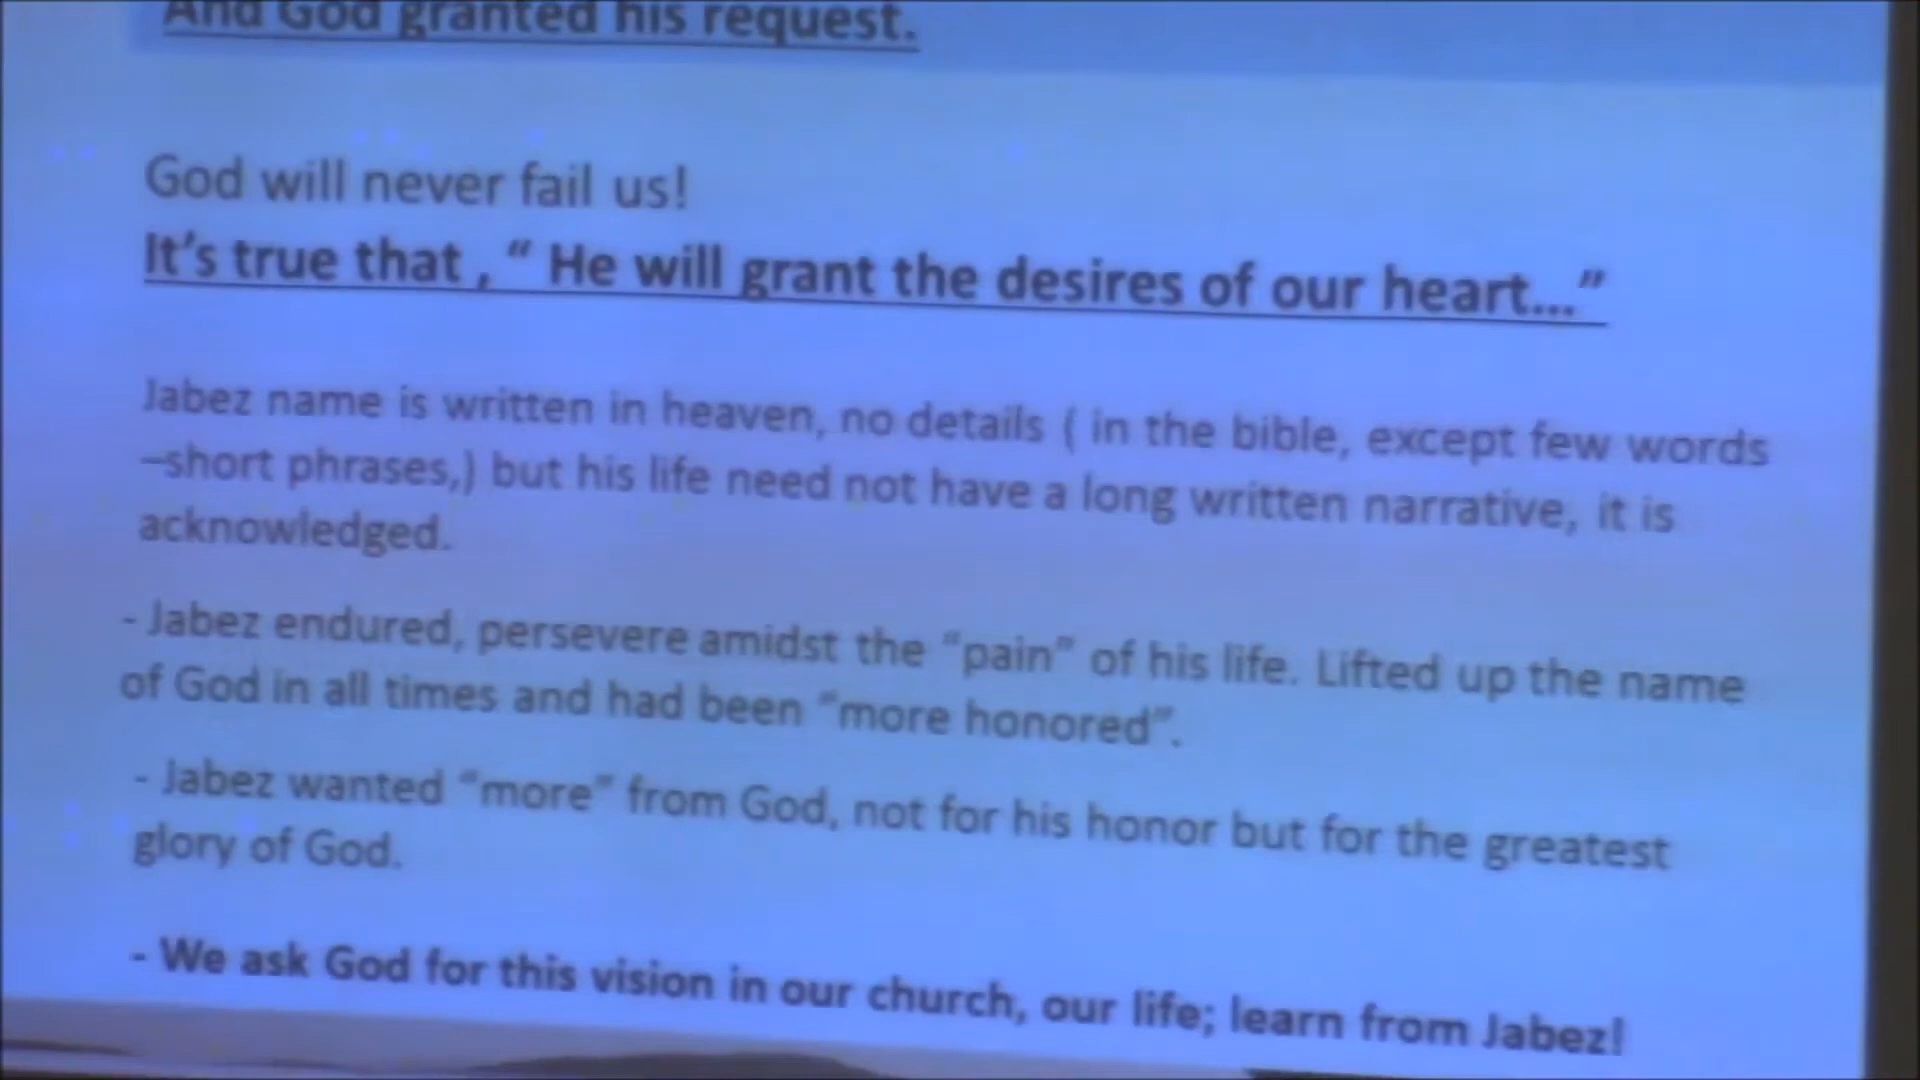 And God granted his request.
God will never fail us!
It's true that , " He will grant the desires of our heart..."
Jabez name is written in heaven, no details ( in the bible, except few words
–short phrases,) but his life need not have a long written narrative, it is
acknowledged.
- Jabez endured, persevere amidst the "pain" of his life. Lifted up the name
of God in all times and had been "more honored".
- Jabez wanted "more" from God, not for his honor but for the greatest
glory of God.
- We ask God for this vision in our church, our life; learn from Jabez!